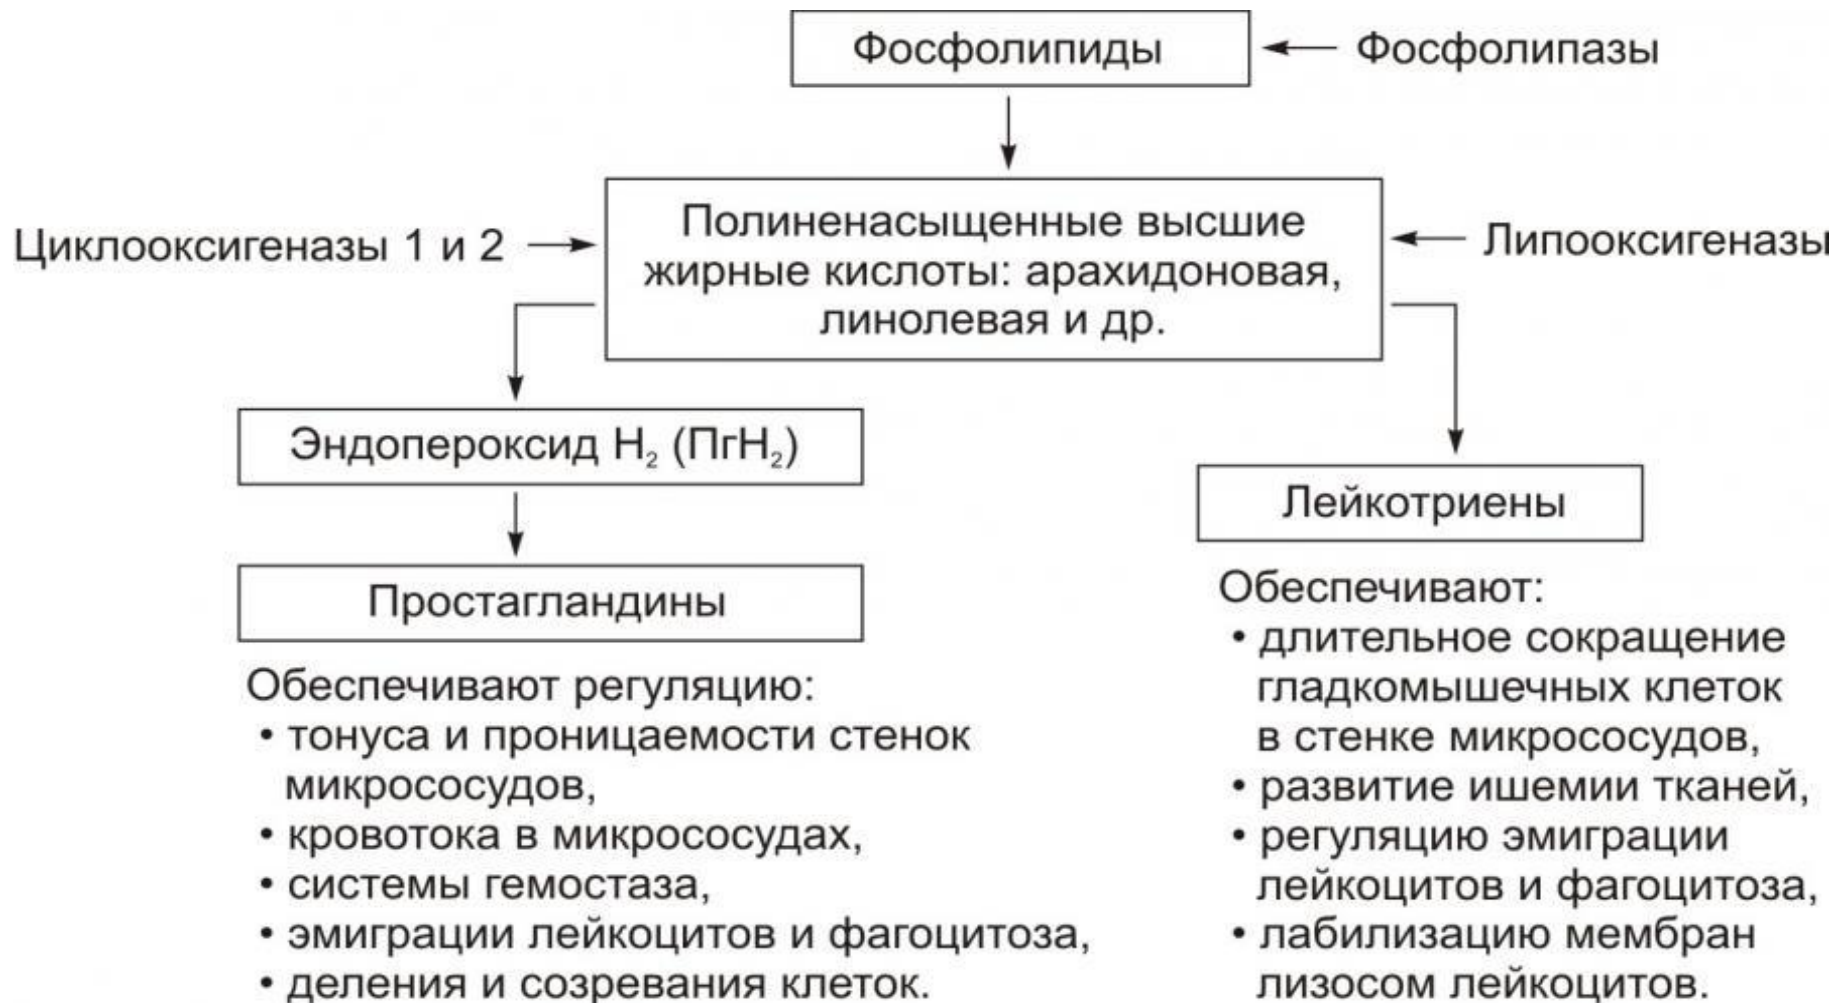 Фосфолипиды
Фосфолипазы
Циклооксигеназы 1 и 2
Полиненасыщенные высшие
жирные кислоты: арахидоновая,
линолевая и др.
Липооксигеназы
Эндопероксид H₂ (ПгH₂)
Простагландины
Обеспечивают регуляцию:
• тонуса и проницаемости стенок
микрососудов,
• кровотока в микрососудах,
• системы гемостаза,
• эмиграции лейкоцитов и фагоцитоза,
• деления и созревания клеток.
Лейкотриены
Обеспечивают:
• длительное сокращение
гладкомышечных клеток
в стенке микрососудов,
• развитие ишемии тканей,
• регуляцию эмиграции
лейкоцитов и фагоцитоза,
• лабилизацию мембран
лизосом лейкоцитов.